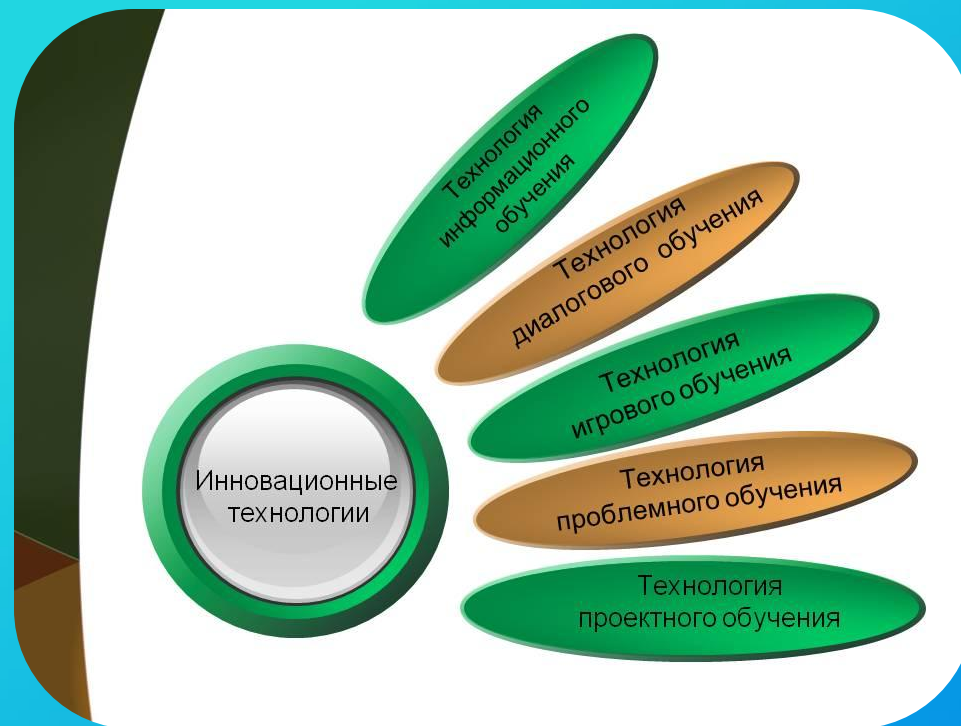 Технология
информационного
обучения
Технология
диалогового обучения
Технология
игрового обучения
Технология
проблемного обучения
Технология
проектного обучения
Инновационные
технологии